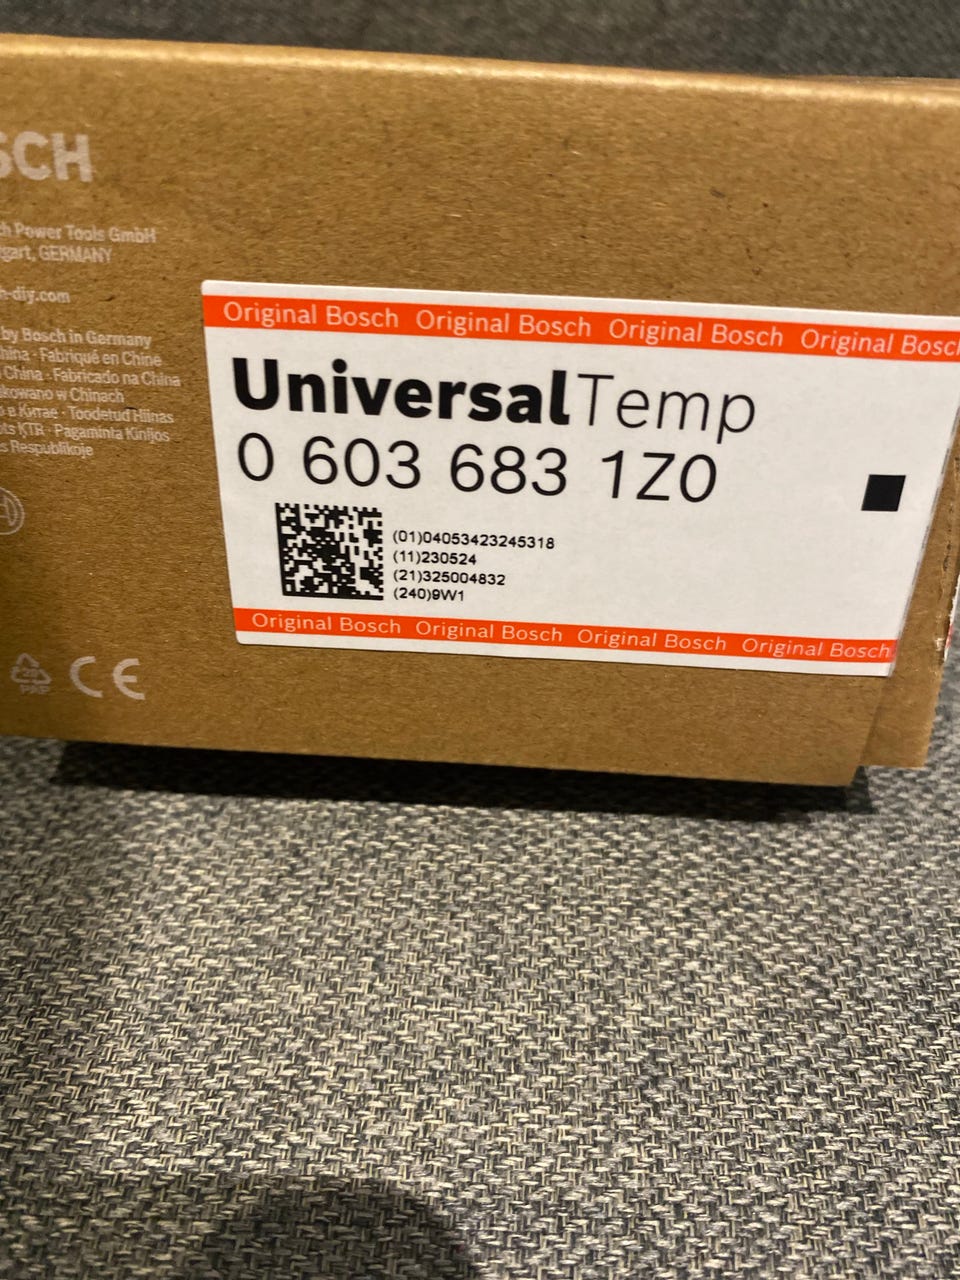 SCH
h Power Tools GmbH
gart, GERMANY
h-diy.com
by Bosch in Germany
hina · Fabriqué en Chine
China · Fabricado na China
kowano w Chinach
в Китае · Toodetud Hiinas
ts KTR · Pagaminta Kinijos
s Respublikoje
Original Bosch Original Bosch Original Bosch Original Bosch
UniversalTemp
0 603 683 1Z0
(01)04053423245318
(11)230524
(21)325004832
(240)9W1
Original Bosch Original Bosch Original Bosch Original Bosch
PAP
CE